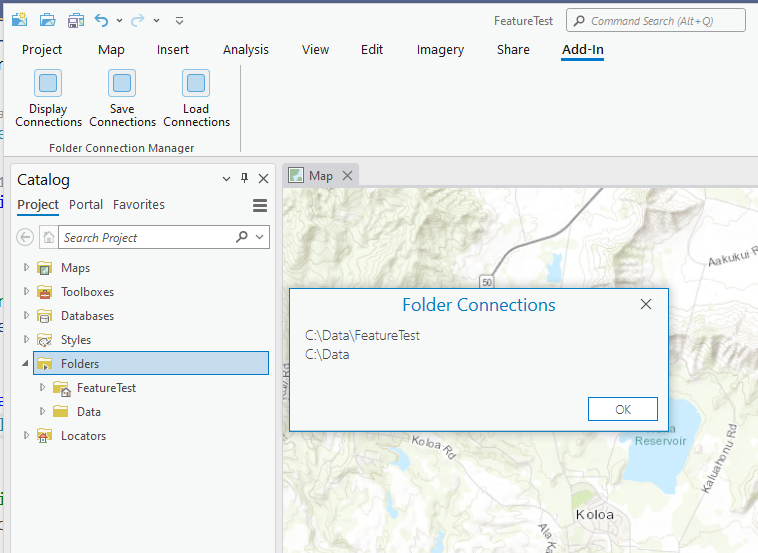 FeatureTest
Command Search (Alt+Q)
Project Map Insert Analysis View Edit Imagery Share Add-In
Display Connections
Save Connections
Load Connections
Folder Connection Manager
Catalog
Project Portal Favorites
Search Project
Maps
Toolboxes
Databases
Styles
Folders
FeatureTest
Data
Locators
Map
50
Aakukui R
Folder Connections
C:\Data\FeatureTest
C:\Data
OK
Reservoir
Koloa Rd
Kaluahonu Rd
Koloa
Ala Ka